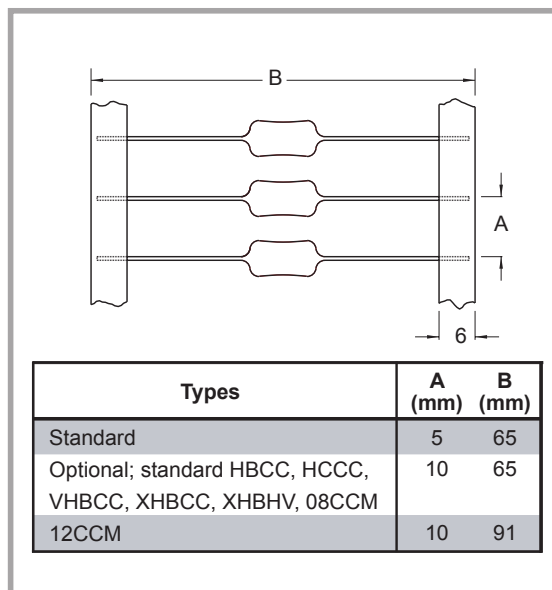 B
A
6
Types A B
(mm) (mm)
Standard 5 65
Optional; standard HBCC, HCCC, 10 65
VHBCC, XHBCC, XHBHV, 08CCM
12CCM 10 91